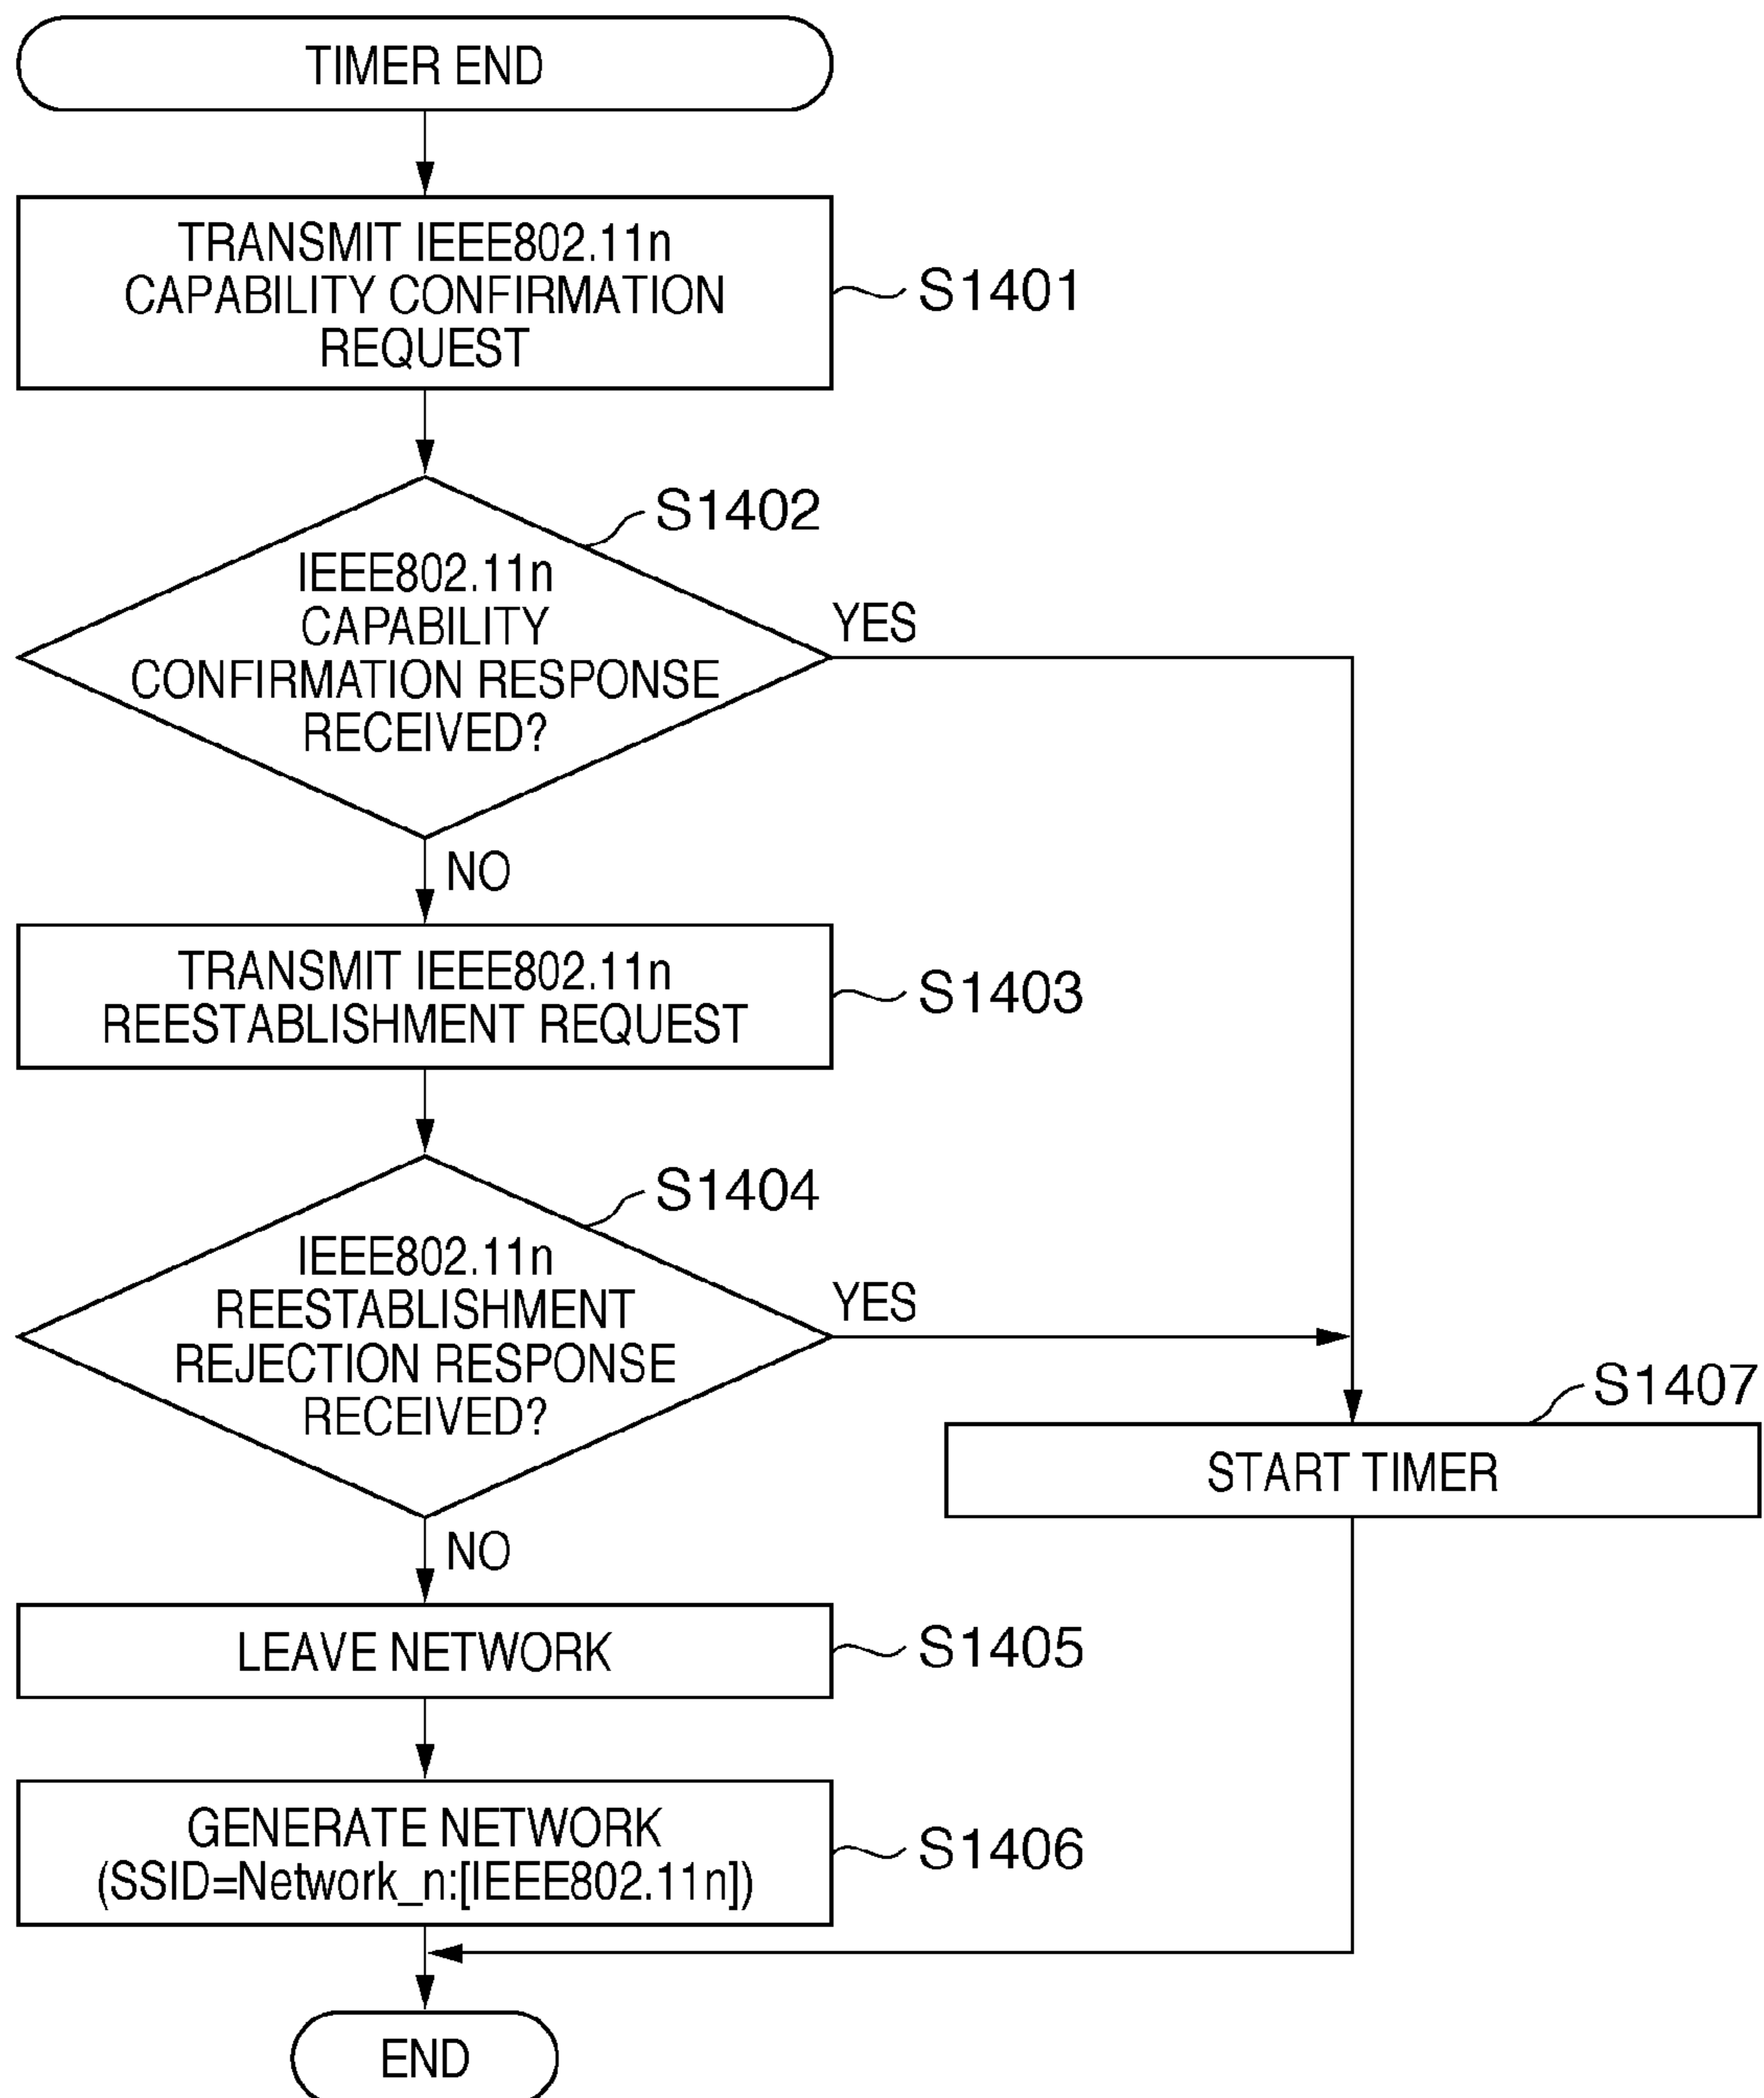 TIMER END
TRANSMIT IEEE802.11n
CAPABILITY CONFIRMATION
REQUEST
S1401
S1402
IEEE802.11n
CAPABILITY
CONFIRMATION RESPONSE
RECEIVED?
YES
NO
TRANSMIT IEEE802.11n
REESTABLISHMENT REQUEST
S1403
S1404
IEEE802.11n
REESTABLISHMENT
REJECTION RESPONSE
RECEIVED?
YES
S1407
START TIMER
NO
LEAVE NETWORK
S1405
GENERATE NETWORK
(SSID=Network_n:[IEEE802.11n])
S1406
END